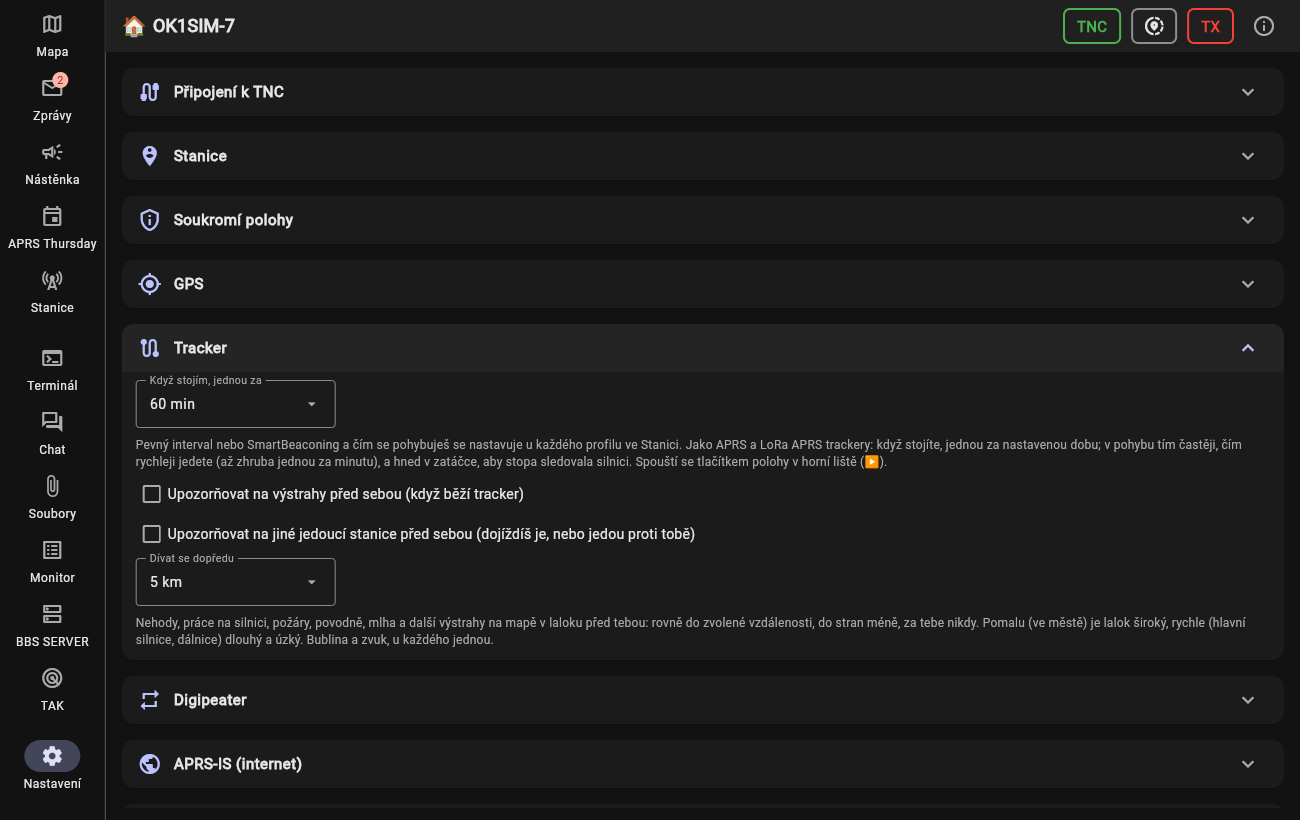 Mapa
2
Zprávy
Nástěnka
APRS Thursday
Stanice
Terminál
Chat
Soubory
Monitor
BBS SERVER
TAK
Nastavení
OK1SIM-7
TNC
TX
Připojení k TNC
Stanice
Soukromí polohy
GPS
Tracker
Když stojím, jednou za
60 min
Pevný interval nebo SmartBeaconing a čím se pohybuješ se nastavuje u každého profilu ve Stanici. Jako APRS a LoRa APRS trackery: když stojíte, jednou za nastavenou dobu; v pohybu tím častěji, čím
rychleji jedete (až zhruba jednou za minutu), a hned v zatáčce, aby stopa sledovala silnici. Spouští se tlačítkem polohy v horní liště (▶️).
Upozorňovat na výstrahy před sebou (když běží tracker)
Upozorňovat na jiné jedoucí stanice před sebou (dojíždíš je, nebo jedou proti tobě)
Dívat se dopředu
5 km
Nehody, práce na silnici, požáry, povodně, mlha a další výstrahy na mapě v laloku před tebou: rovně do zvolené vzdálenosti, do stran méně, za tebe nikdy. Pomalu (ve městě) je lalok široký, rychle (hlavní
silnice, dálnice) dlouhý a úzký. Bublina a zvuk, u každého jednou.
Digipeater
APRS-IS (internet)